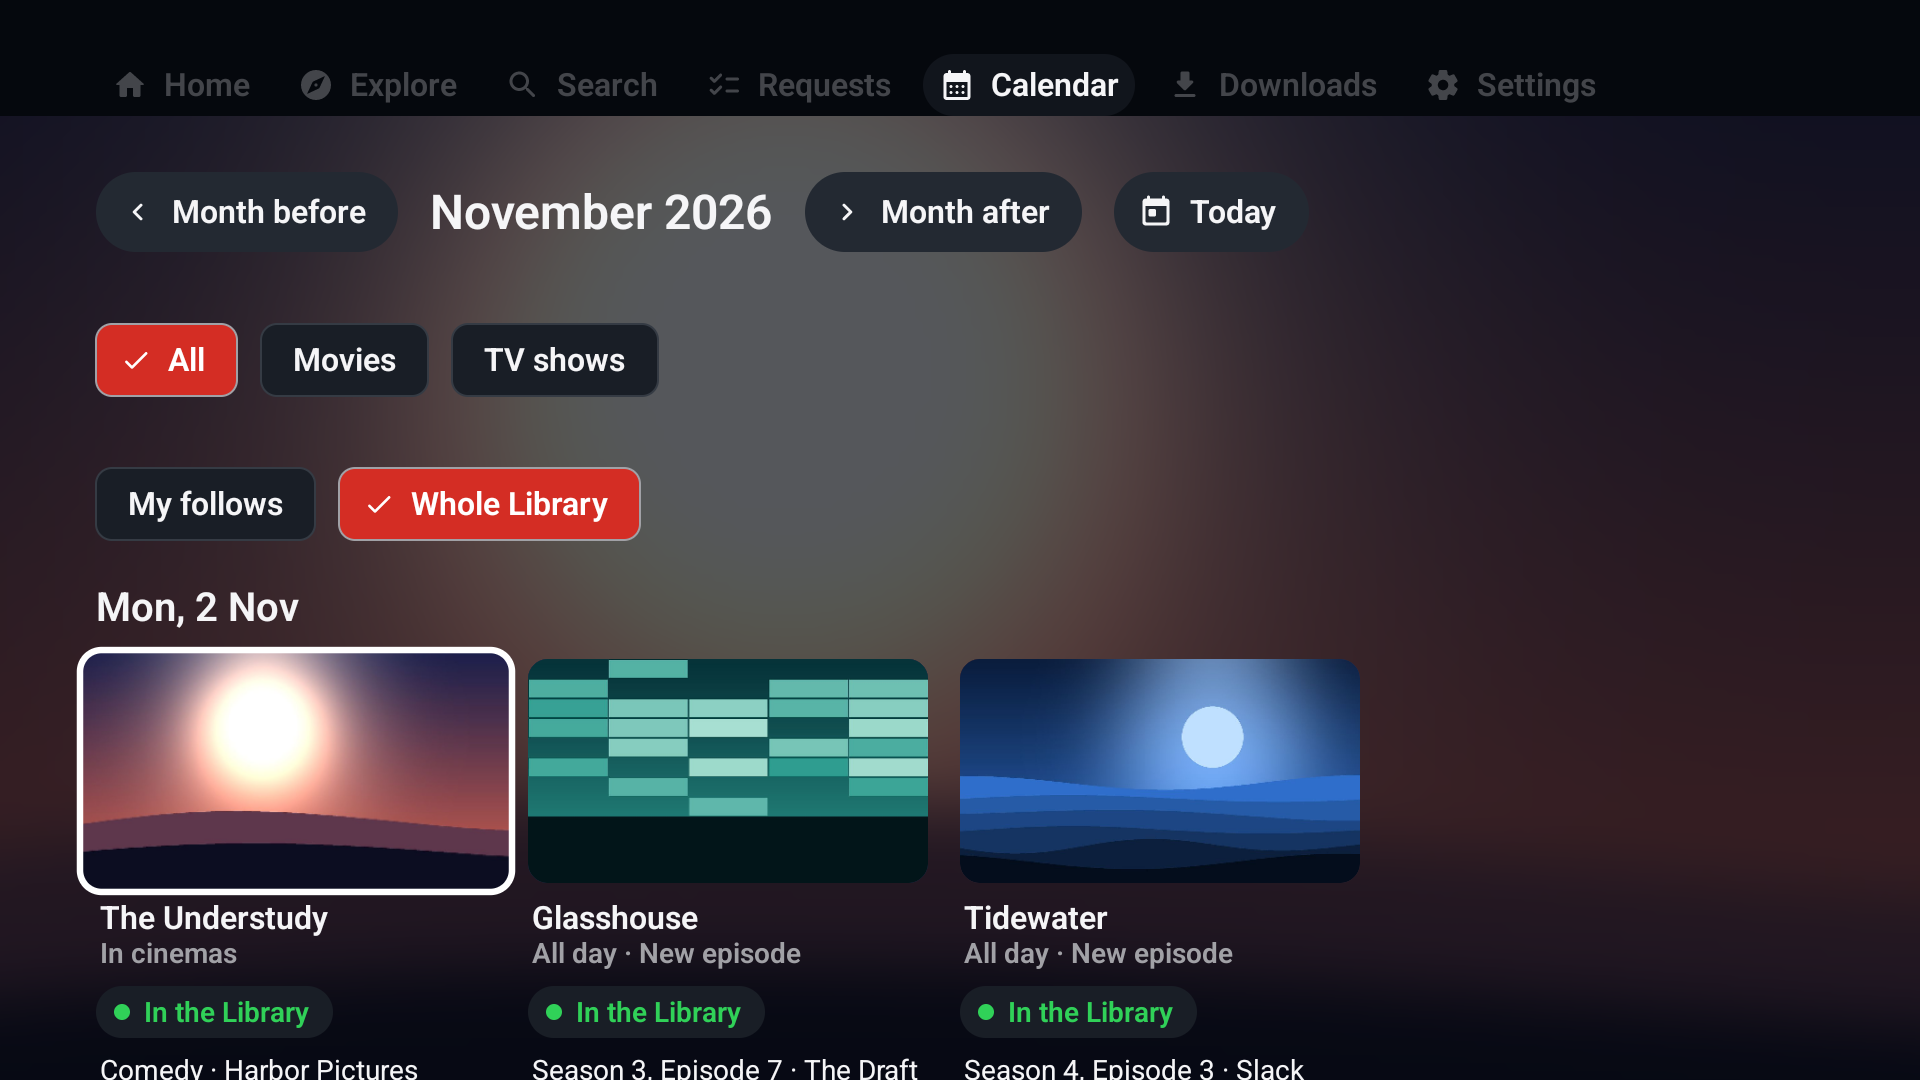 Home Explore Search Requests Calendar Downloads Settings
Month before November 2026 Month after Today
All Movies TV shows
My follows Whole Library
Mon, 2 Nov
The Understudy Glasshouse Tidewater
In cinemas All day · New episode All day · New episode
In the Library In the Library In the Library
Comedy · Harbor Pictures Season 3, Episode 7 · The Draft Season 4, Episode 3 · Slack